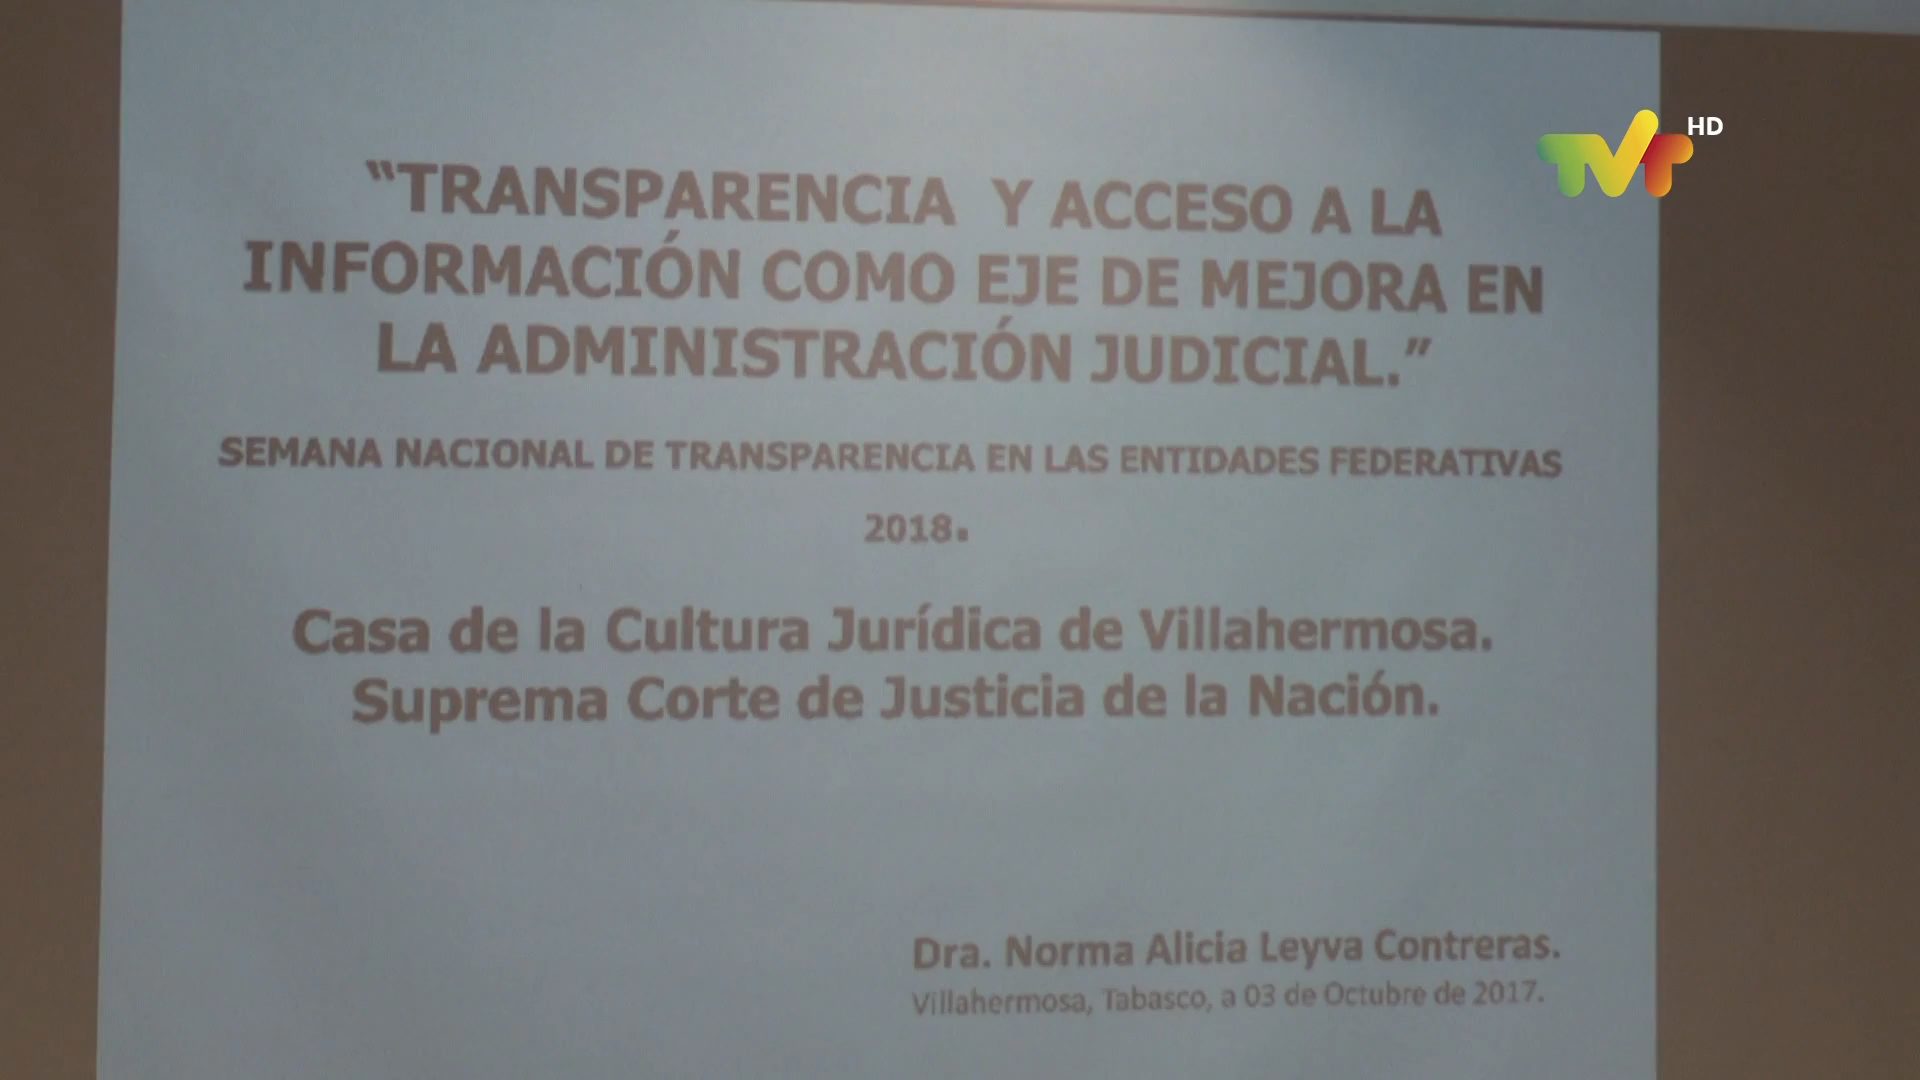 TVT HD
“TRANSPARENCIA Y ACCESO A LA
INFORMACIÓN COMO EJE DE MEJORA EN
LA ADMINISTRACIÓN JUDICIAL.”
SEMANA NACIONAL DE TRANSPARENCIA EN LAS ENTIDADES FEDERATIVAS
2018.
Casa de la Cultura Jurídica de Villahermosa.
Suprema Corte de Justicia de la Nación.
Dra. Norma Alicia Leyva Contreras.
Villahermosa, Tabasco, a 03 de Octubre de 2017.